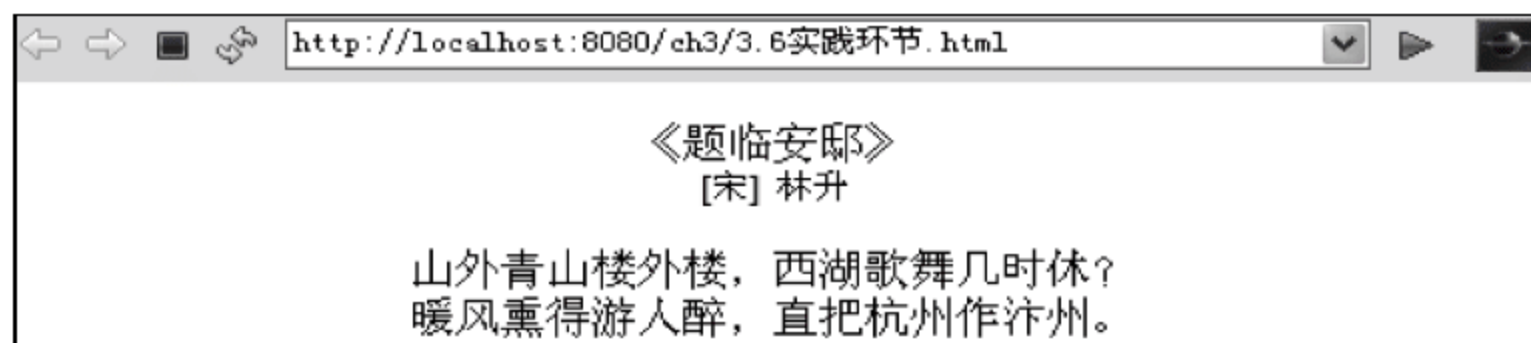 http://localhost:8080/ch3/3.6实践环节.html
《题临安邸》
[宋] 林升
山外青山楼外楼，西湖歌舞几时休？
暖风熏得游人醉，直把杭州作汴州。